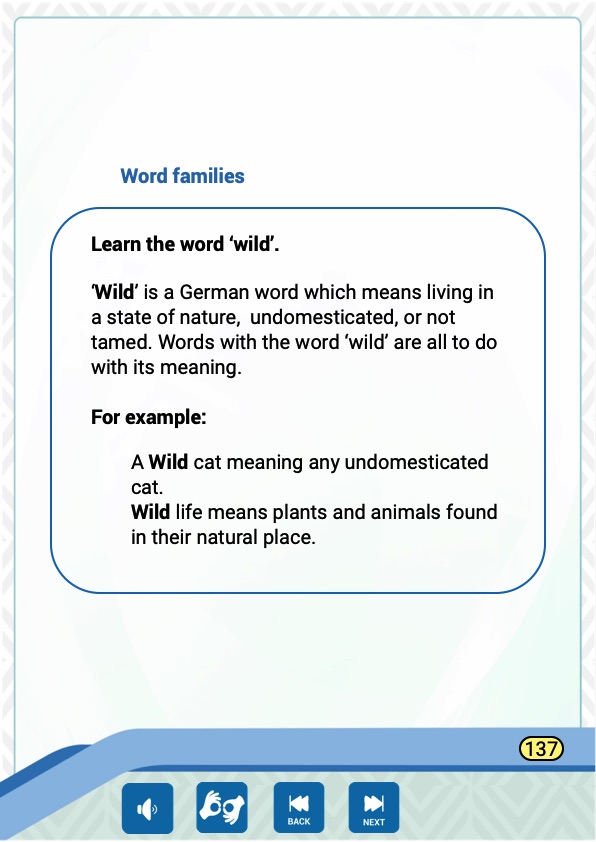 Word families
Learn the word ‘wild’.
‘Wild’ is a German word which means living in
a state of nature,  undomesticated, or not
tamed. Words with the word ‘wild’ are all to do
with its meaning.
For example:
A Wild cat meaning any undomesticated
cat.
Wild life means plants and animals found
in their natural place.
137
BACK
NEXT